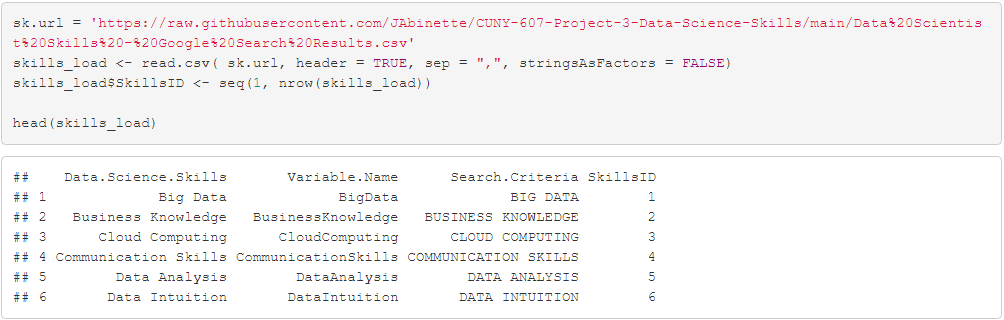 sk.url = 'https://raw.githubusercontent.com/JAbinette/CUNY-607-Project-3-Data-Science-Skills/main/Data%20Scientis
t%20Skills%20-%20Google%20Search%20Results.csv'
skills_load <- read.csv( sk.url, header = TRUE, sep = ",", stringsAsFactors = FALSE)
skills_load$SkillsID <- seq(1, nrow(skills_load))
head(skills_load)
##    Data.Science.Skills       Variable.Name      Search.Criteria SkillsID
## 1             Big Data             BigData             BIG DATA        1
## 2   Business Knowledge   BusinessKnowledge   BUSINESS KNOWLEDGE        2
## 3      Cloud Computing      CloudComputing      CLOUD COMPUTING        3
## 4 Communication Skills CommunicationSkills COMMUNICATION SKILLS        4
## 5        Data Analysis        DataAnalysis        DATA ANALYSIS        5
## 6       Data Intuition       DataIntuition       DATA INTUITION        6